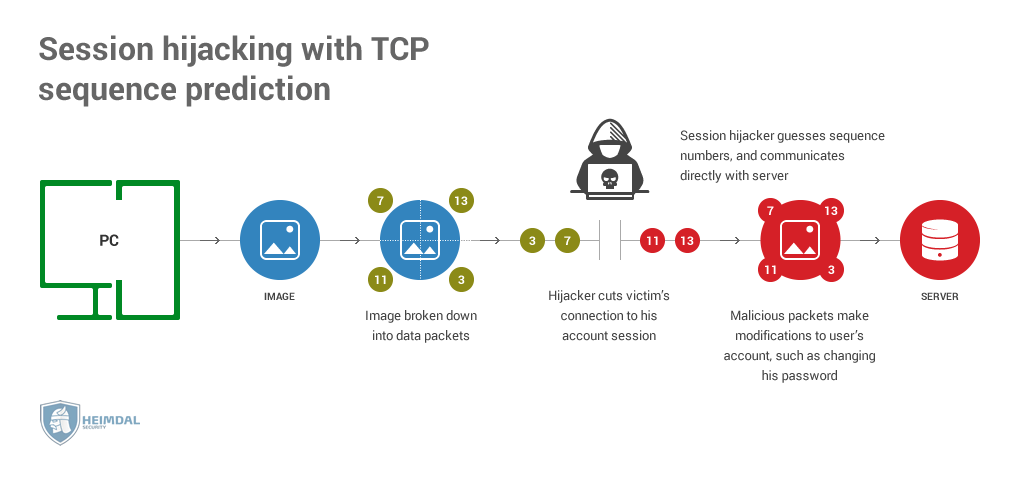 Session hijacking with TCP
sequence prediction
Session hijacker guesses sequence
numbers, and communicates
directly with server
PC
7
13
11
3
3
7
11
13
7
13
11
3
IMAGE
Image broken down
into data packets
Hijacker cuts victim's
connection to his
account session
Malicious packets make
modifications to user's
account, such as changing
his password
SERVER
HEIMDAL
SECURITY